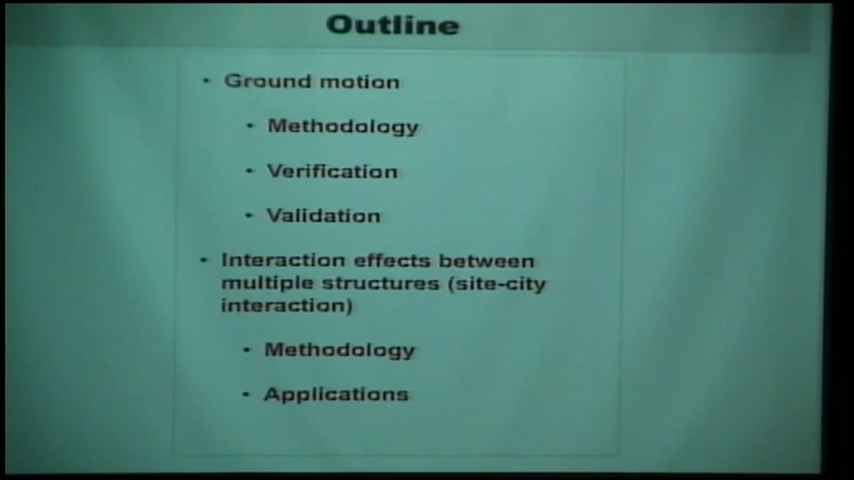 Outline
• Ground motion
• Methodology
• Verification
• Validation
• Interaction effects between
multiple structures (site-city
interaction)
• Methodology
• Applications